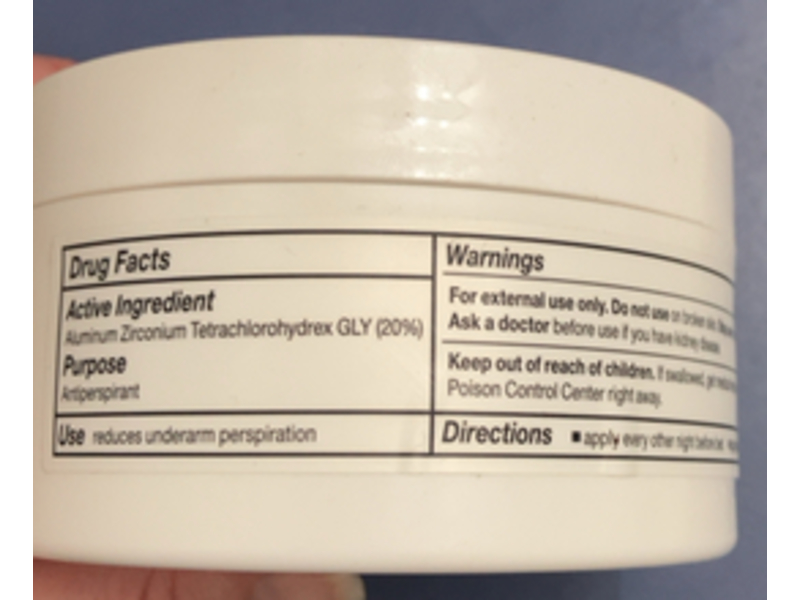 Drug Facts
Active Ingredient
Aluminum Zirconium Tetrachlorohydrex GLY (20%)
Purpose
Antiperspirant
Use reduces underarm perspiration
Warnings
For external use only. Do not use on broken skin.
Ask a doctor before use if you have kidney disease
Keep out of reach of children. If swallowed, get
Poison Control Center right away.
Directions ■ apply every other night before bed